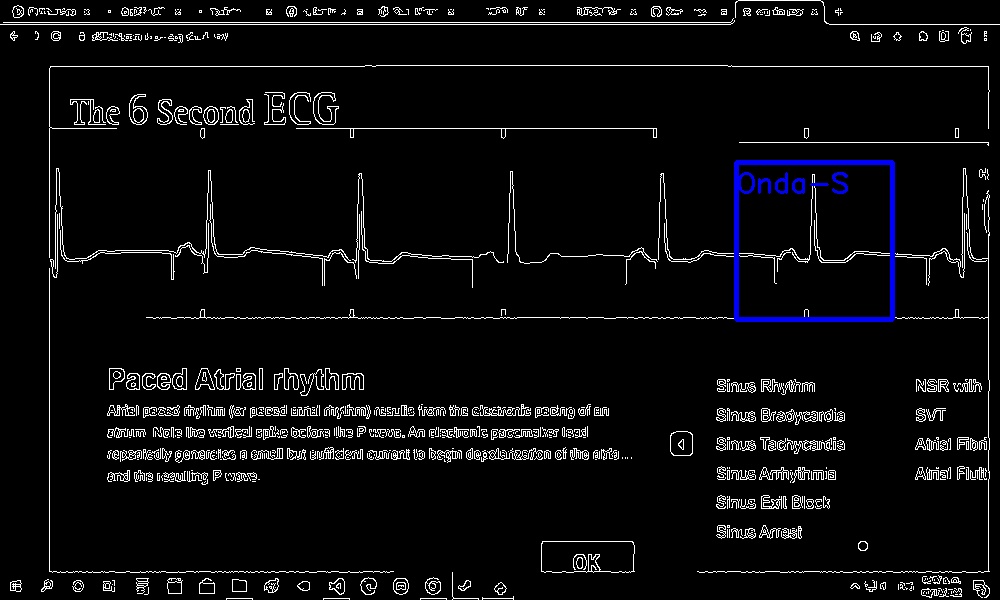 The 6 Second ECG
Onda-S
Paced Atrial rhythm
Atrial paced rhythm (or paced atrial rhythm) results from the electronic pacing of an
atrium. Note the vertical spike before the P wave. An electronic pacemaker lead
repeatedly generates a small but sufficient current to begin depolarization of the atria....
and the resulting P wave.
Sinus Rhythm
Sinus Bradycardia
Sinus Tachycardia
Sinus Arrhythmia
Sinus Exit Block
Sinus Arrest
NSR with
SVT
Atrial Fibri
Atrial Flutt
OK